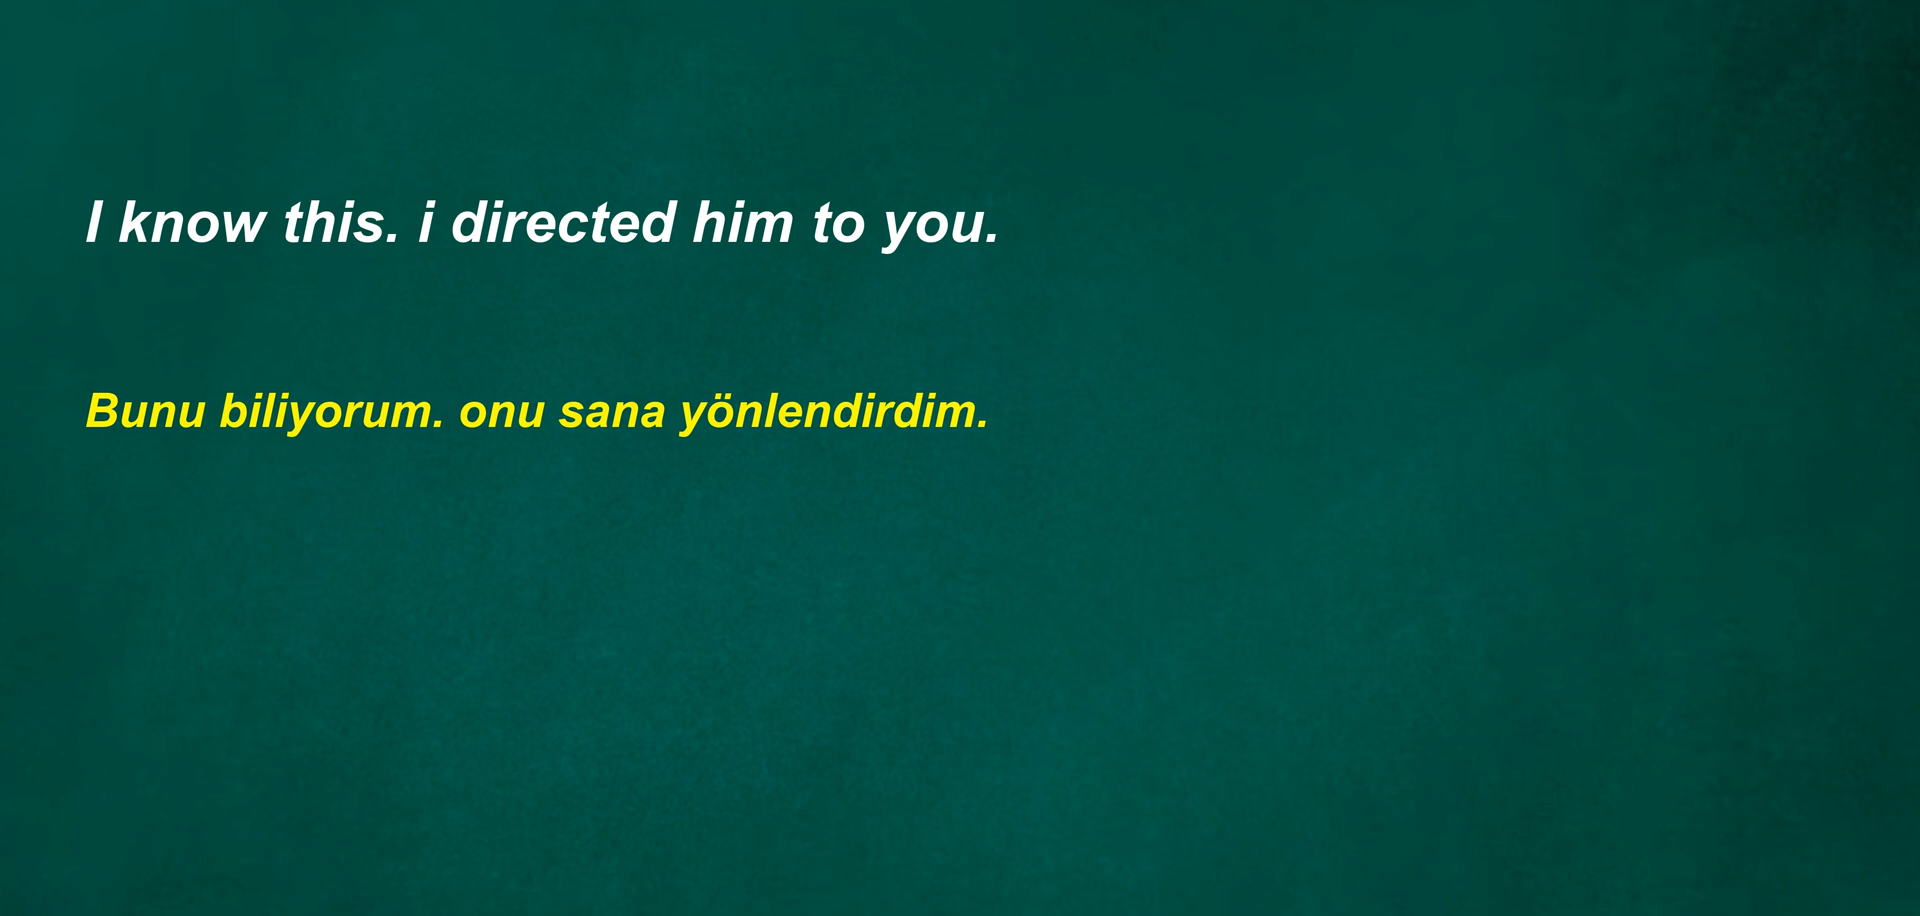 I know this. i directed him to you.
Bunu biliyorum. onu sana yönlendirdim.